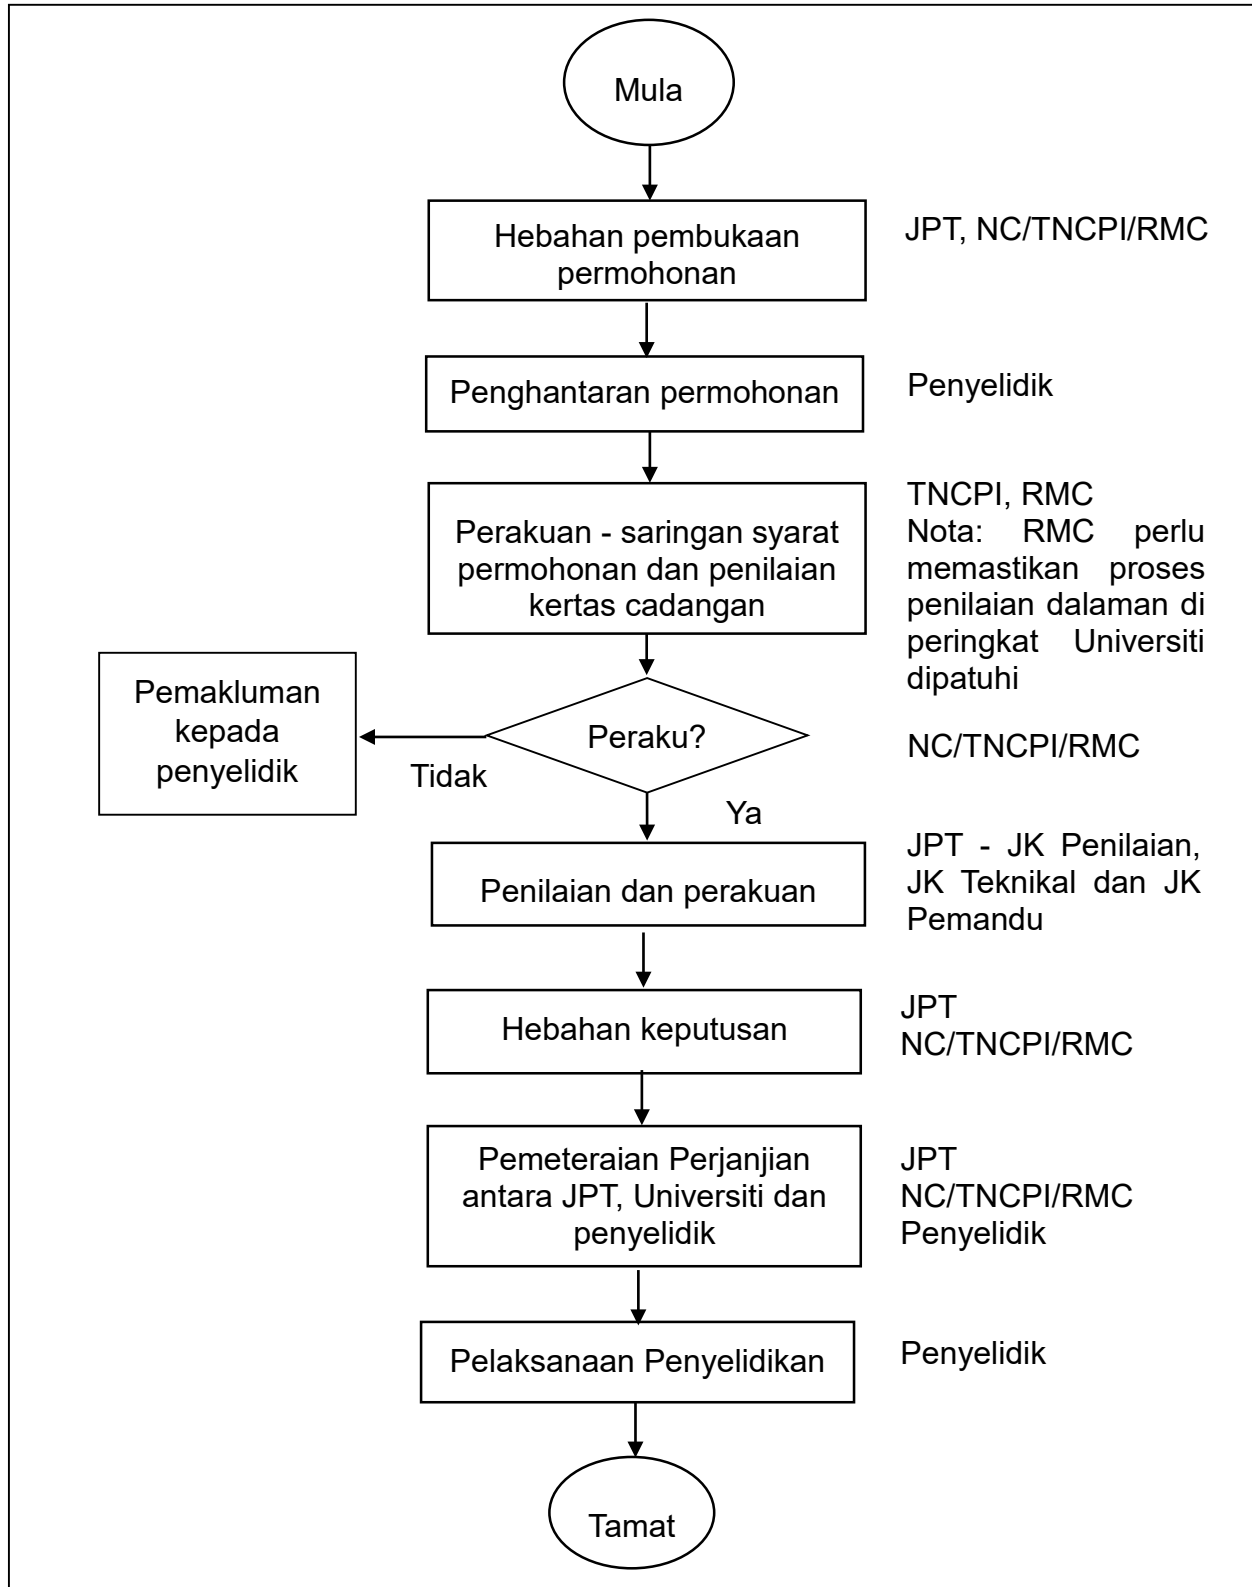 Mula
Hebahan pembukaan
permohonan
JPT, NC/TNCPI/RMC
Penghantaran permohonan
Penyelidik
Perakuan - saringan syarat
permohonan dan penilaian
kertas cadangan
TNCPI, RMC
Nota: RMC perlu
memastikan proses
penilaian dalaman di
peringkat Universiti
dipatuhi
Pemakluman
kepada
penyelidik
Tidak
Peraku?
NC/TNCPI/RMC
Ya
Penilaian dan perakuan
JPT - JK Penilaian,
JK Teknikal dan JK
Pemandu
Hebahan keputusan
JPT
NC/TNCPI/RMC
Pemeteraian Perjanjian
antara JPT, Universiti dan
penyelidik
JPT
NC/TNCPI/RMC
Penyelidik
Pelaksanaan Penyelidikan
Penyelidik
Tamat